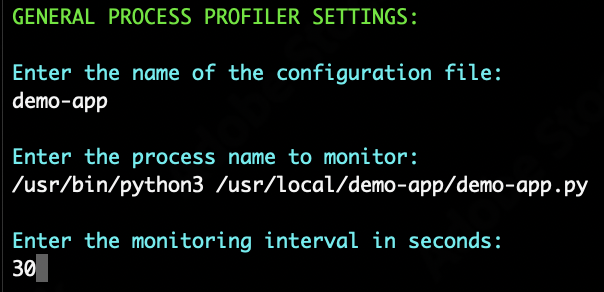 GENERAL PROCESS PROFILER SETTINGS:
Enter the name of the configuration file:
demo-app
Enter the process name to monitor:
/usr/bin/python3 /usr/local/demo-app/demo-app.py
Enter the monitoring interval in seconds:
30